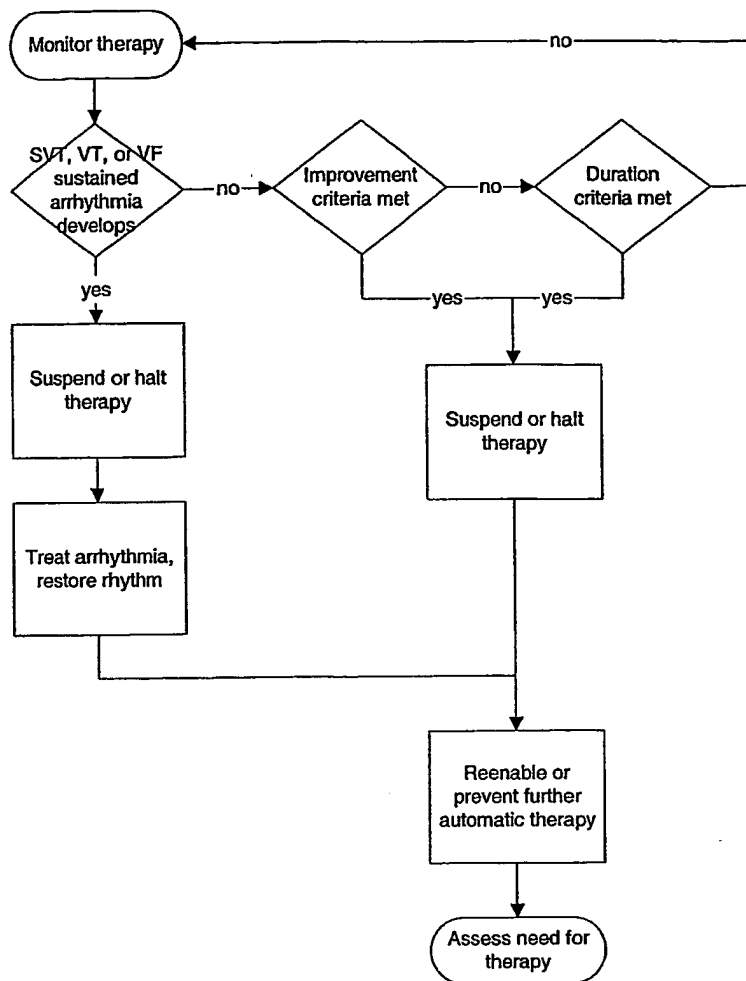 Monitor therapy
no
SVT, VT, or VF
sustained
arrhythmia
develops
no
Improvement
criteria met
no
Duration
criteria met
yes
yes
yes
Suspend or halt
therapy
Suspend or halt
therapy
Treat arrhythmia,
restore rhythm
Reenable or
prevent further
automatic therapy
Assess need for
therapy